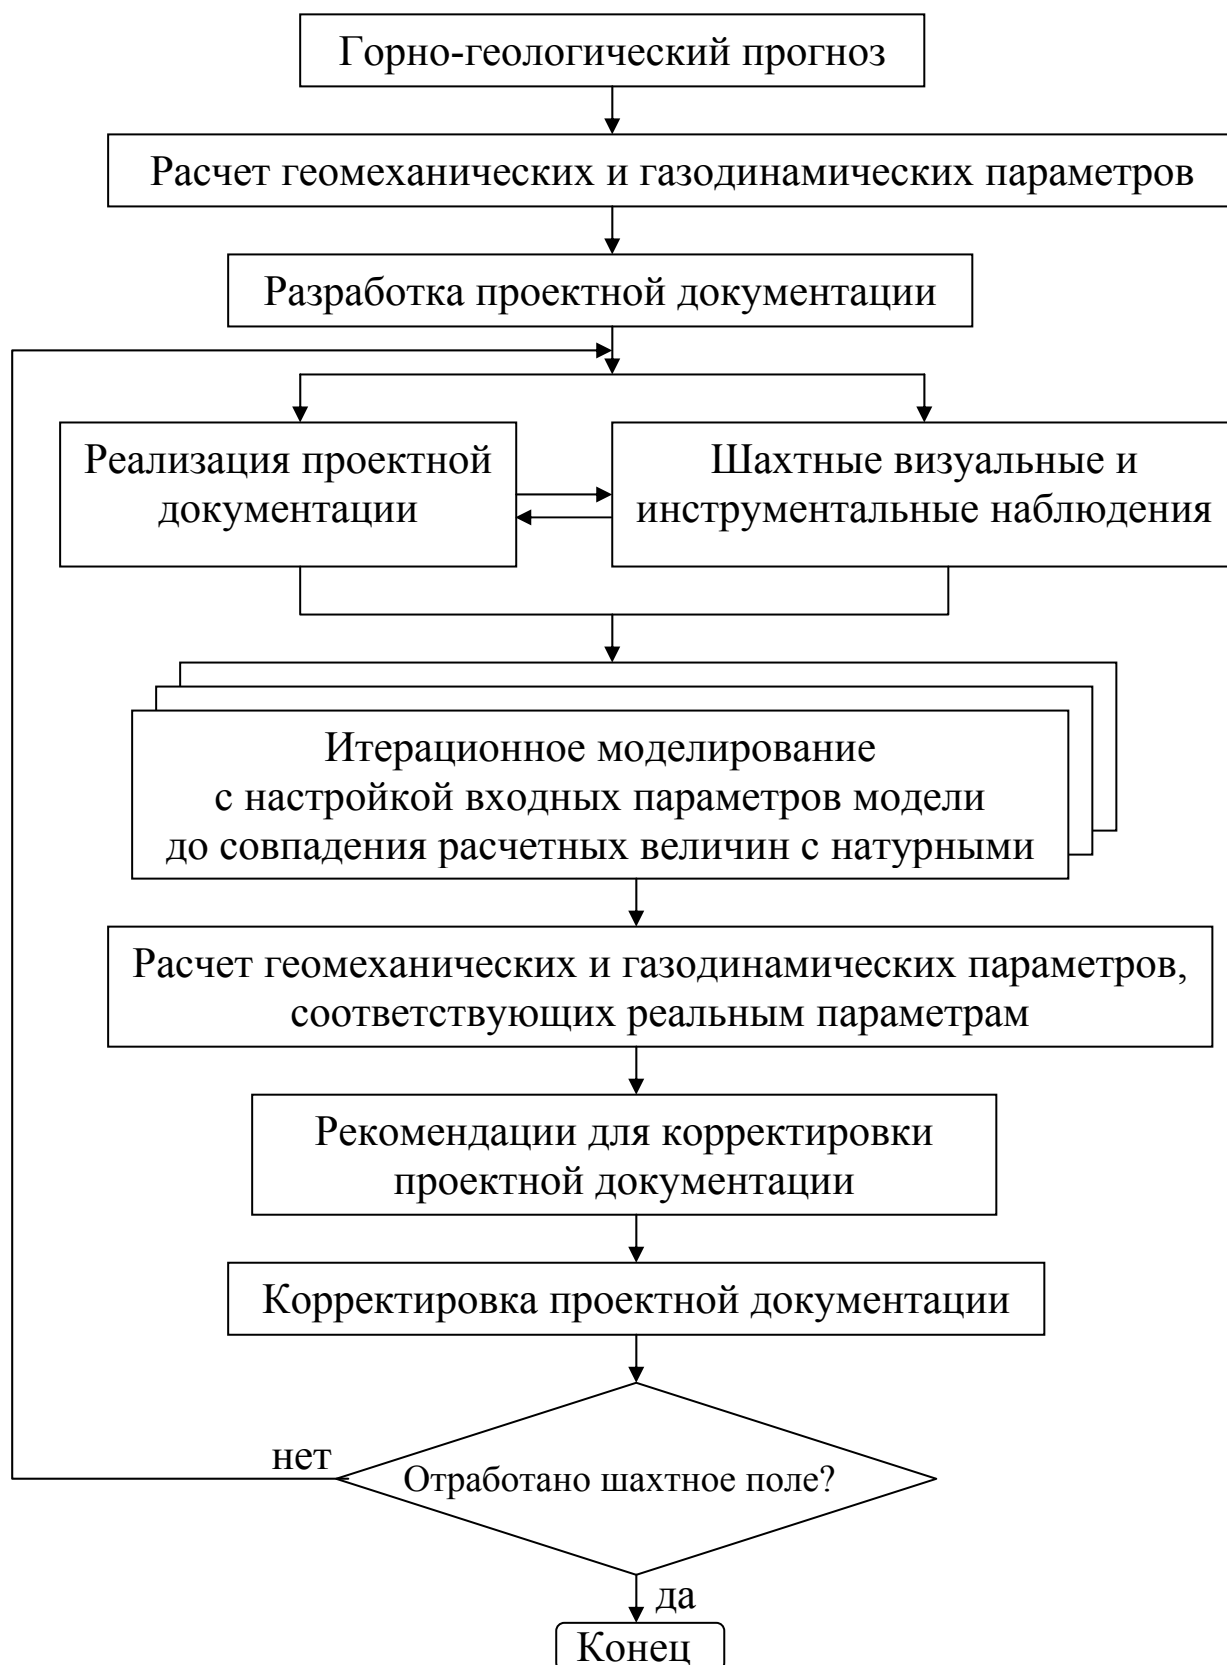 Горно-геологический прогноз
Расчет геомеханических и газодинамических параметров
Разработка проектной документации
Реализация проектной
документации
Шахтные визуальные и
инструментальные наблюдения
Итерационное моделирование
с настройкой входных параметров модели
до совпадения расчетных величин с натурными
Расчет геомеханических и газодинамических параметров,
соответствующих реальным параметрам
Рекомендации для корректировки
проектной документации
Корректировка проектной документации
нет
Отработано шахтное поле?
да
Конец